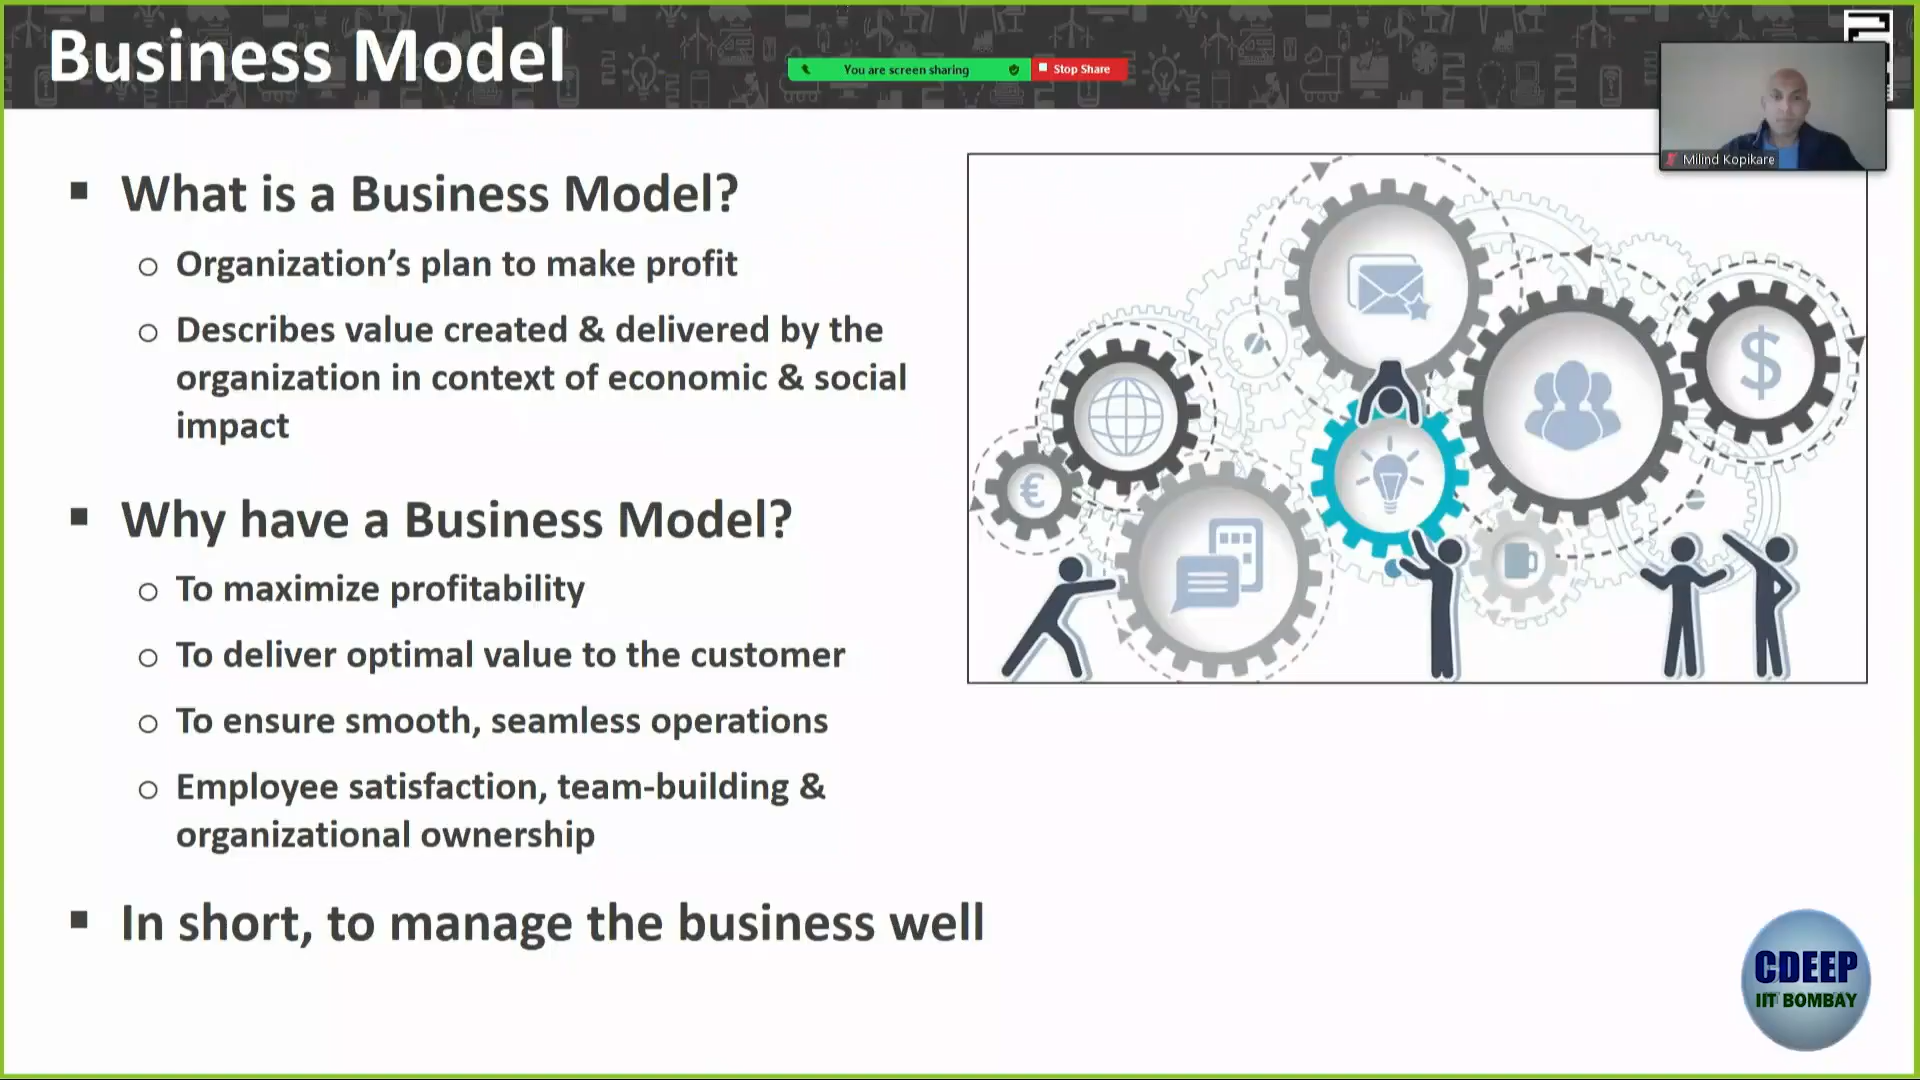 Business Model
You are screen sharing
Stop Share
Milind Kopikare
What is a Business Model?
Organization's plan to make profit
Describes value created & delivered by the
organization in context of economic & social
impact
Why have a Business Model?
To maximize profitability
To deliver optimal value to the customer
To ensure smooth, seamless operations
Employee satisfaction, team-building &
organizational ownership
In short, to manage the business well
€
$
CDEEP
IIT BOMBAY